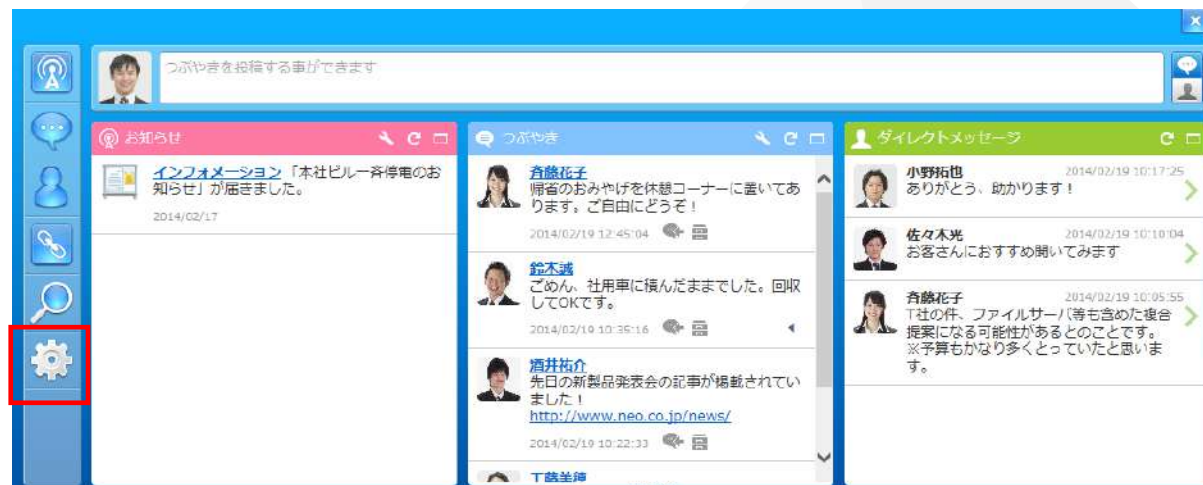 つぶやきを投稿する事ができます
お知らせ
インフォメーション「本社ビル一斉停電のお
知らせ」が届きました。
2014/02/17
つぶやき
斉藤花子
帰省のおみやげを休憩コーナーに置いてあ
ります。ご自由にどうぞ！
2014/02/19 12:45:04
鈴木誠
ごめん、社用車に積んだままでした。回収
してOKです。
2014/02/19 10:35:16
酒井祐介
先日の新製品発表会の記事が掲載されてい
ました！
http://www.neo.co.jp/news/
2014/02/19 10:22:33
工藤美穂
ダイレクトメッセージ
小野拓也 2014/02/19 10:17:25
ありがとう、助かります！
佐々木光 2014/02/19 10:10:04
お客さんにおすすめ聞いてみます
斉藤花子 2014/02/19 10:05:55
T社の件、ファイルサーバ等も含めた複合
提案になる可能性があるとのことです。
※予算もかなり多くとっていたと思いま
す。